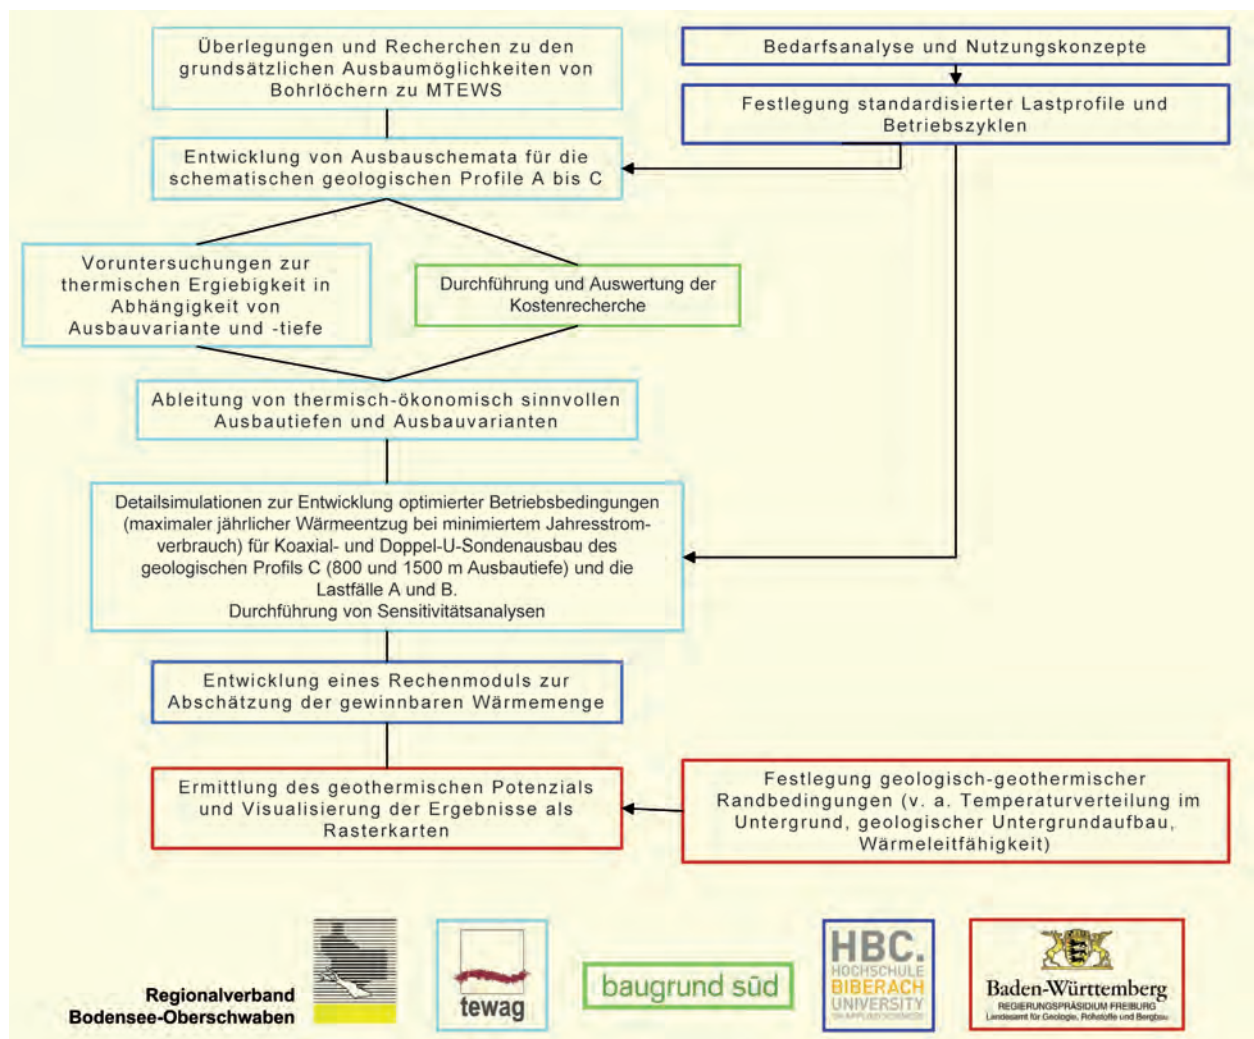 Überlegungen und Recherchen zu den
grundsätzlichen Ausbaumöglichkeiten von
Bohrlöchern zu MTEWS
Bedarfsanalyse und Nutzungskonzepte
Festlegung standardisierter Lastprofile und
Betriebszyklen
Entwicklung von Ausbauschemata für die
schematischen geologischen Profile A bis C
Voruntersuchungen zur
thermischen Ergiebigkeit in
Abhängigkeit von
Ausbauvariante und -tiefe
Durchführung und Auswertung der
Kostenrecherche
Ableitung von thermisch-ökonomisch sinnvollen
Ausbautiefen und Ausbauvarianten
Detailsimulationen zur Entwicklung optimierter Betriebsbedingungen
(maximaler jährlicher Wärmeentzug bei minimiertem Jahresstrom-
verbrauch) für Koaxial- und Doppel-U-Sondenausbau des
geologischen Profils C (800 und 1500 m Ausbautiefe) und die
Lastfälle A und B.
Durchführung von Sensitivitätsanalysen
Entwicklung eines Rechenmoduls zur
Abschätzung der gewinnbaren Wärmemenge
Ermittlung des geothermischen Potenzials
und Visualisierung der Ergebnisse als
Rasterkarten
Festlegung geologisch-geothermischer
Randbedingungen (v. a. Temperaturverteilung im
Untergrund, geologischer Untergrundaufbau,
Wärmeleitfähigkeit)
Regionalverband
Bodensee-Oberschwaben
tewag
baugrund süd
HBC.
HOCHSCHULE
BIBERACH
UNIVERSITY
OF APPLIED SCIENCES
Baden-Württemberg
REGIERUNGSPRÄSIDIUM FREIBURG
Landesamt für Geologie, Rohstoffe und Bergbau